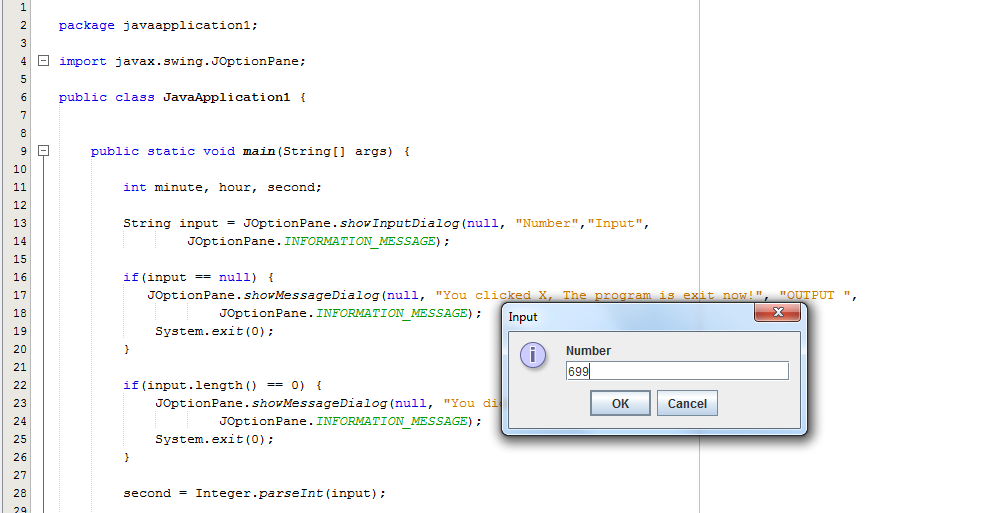 1
2 package javaapplication1;
3
4 import javax.swing.JOptionPane;
5
6 public class JavaApplication1 {
7
8
9 public static void main(String[] args) {
10
11 int minute, hour, second;
12
13 String input = JOptionPane.showInputDialog(null, "Number","Input",
14 JOptionPane.INFORMATION_MESSAGE);
15
16 if(input == null) {
17 JOptionPane.showMessageDialog(null, "You clicked X, The program is exit now!", "OUTPUT ",
18 JOptionPane.INFORMATION_MESSAGE);
19 System.exit(0);
20 }
21
22 if(input.length() == 0) {
23 JOptionPane.showMessageDialog(null, "You
24 JOptionPane.INFORMATION_MESSAGE);
25 System.exit(0);
26 }
27
28 second = Integer.parseInt(input);
29
Input
Number
699
OK Cancel